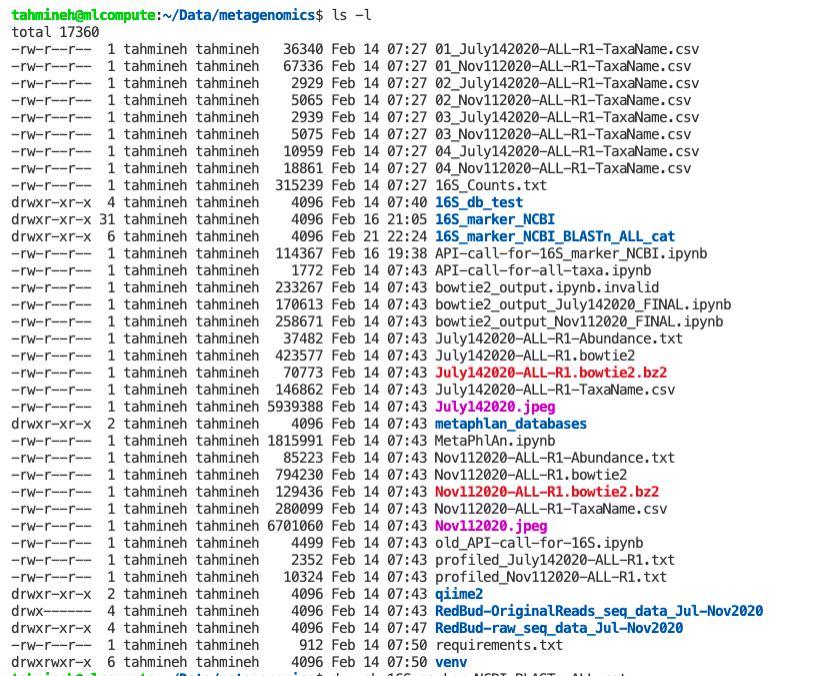 tahmineh@mlcompute:~/Data/metagenomics$ ls -l
total 17360
-rw-r--r--  1 tahmineh tahmineh   36340 Feb 14 07:27 01_July142020-ALL-R1-TaxaName.csv
-rw-r--r--  1 tahmineh tahmineh   67336 Feb 14 07:27 01_Nov112020-ALL-R1-TaxaName.csv
-rw-r--r--  1 tahmineh tahmineh    2929 Feb 14 07:27 02_July142020-ALL-R1-TaxaName.csv
-rw-r--r--  1 tahmineh tahmineh    5065 Feb 14 07:27 02_Nov112020-ALL-R1-TaxaName.csv
-rw-r--r--  1 tahmineh tahmineh    2939 Feb 14 07:27 03_July142020-ALL-R1-TaxaName.csv
-rw-r--r--  1 tahmineh tahmineh    5075 Feb 14 07:27 03_Nov112020-ALL-R1-TaxaName.csv
-rw-r--r--  1 tahmineh tahmineh   10959 Feb 14 07:27 04_July142020-ALL-R1-TaxaName.csv
-rw-r--r--  1 tahmineh tahmineh   18861 Feb 14 07:27 04_Nov112020-ALL-R1-TaxaName.csv
-rw-r--r--  1 tahmineh tahmineh  315239 Feb 14 07:27 16S_Counts.txt
drwxr-xr-x  4 tahmineh tahmineh    4096 Feb 14 07:40 16S_db_test
drwxr-xr-x 31 tahmineh tahmineh    4096 Feb 16 21:05 16S_marker_NCBI
drwxr-xr-x  6 tahmineh tahmineh    4096 Feb 21 22:24 16S_marker_NCBI_BLASTn_ALL_cat
-rw-r--r--  1 tahmineh tahmineh  114367 Feb 16 19:38 API-call-for-16S_marker_NCBI.ipynb
-rw-r--r--  1 tahmineh tahmineh    1772 Feb 14 07:43 API-call-for-all-taxa.ipynb
-rw-r--r--  1 tahmineh tahmineh  233267 Feb 14 07:43 bowtie2_output.ipynb.invalid
-rw-r--r--  1 tahmineh tahmineh  170613 Feb 14 07:43 bowtie2_output_July142020_FINAL.ipynb
-rw-r--r--  1 tahmineh tahmineh  258671 Feb 14 07:43 bowtie2_output_Nov112020_FINAL.ipynb
-rw-r--r--  1 tahmineh tahmineh   37482 Feb 14 07:43 July142020-ALL-R1-Abundance.txt
-rw-r--r--  1 tahmineh tahmineh  423577 Feb 14 07:43 July142020-ALL-R1.bowtie2
-rw-r--r--  1 tahmineh tahmineh   70773 Feb 14 07:43 July142020-ALL-R1.bowtie2.bz2
-rw-r--r--  1 tahmineh tahmineh  146862 Feb 14 07:43 July142020-ALL-R1-TaxaName.csv
-rw-r--r--  1 tahmineh tahmineh 5939388 Feb 14 07:43 July142020.jpeg
drwxr-xr-x  2 tahmineh tahmineh    4096 Feb 14 07:43 metaphlan_databases
-rw-r--r--  1 tahmineh tahmineh 1815991 Feb 14 07:43 MetaPhlAn.ipynb
-rw-r--r--  1 tahmineh tahmineh   85223 Feb 14 07:43 Nov112020-ALL-R1-Abundance.txt
-rw-r--r--  1 tahmineh tahmineh  794230 Feb 14 07:43 Nov112020-ALL-R1.bowtie2
-rw-r--r--  1 tahmineh tahmineh  129436 Feb 14 07:43 Nov112020-ALL-R1.bowtie2.bz2
-rw-r--r--  1 tahmineh tahmineh  280099 Feb 14 07:43 Nov112020-ALL-R1-TaxaName.csv
-rw-r--r--  1 tahmineh tahmineh 6701060 Feb 14 07:43 Nov112020.jpeg
-rw-r--r--  1 tahmineh tahmineh    4499 Feb 14 07:43 old_API-call-for-16S.ipynb
-rw-r--r--  1 tahmineh tahmineh    2352 Feb 14 07:43 profiled_July142020-ALL-R1.txt
-rw-r--r--  1 tahmineh tahmineh   10324 Feb 14 07:43 profiled_Nov112020-ALL-R1.txt
drwxr-xr-x  2 tahmineh tahmineh    4096 Feb 14 07:43 qiime2
drwx------  4 tahmineh tahmineh    4096 Feb 14 07:43 RedBud-OriginalReads_seq_data_Jul-Nov2020
drwxr-xr-x  4 tahmineh tahmineh    4096 Feb 14 07:47 RedBud-raw_seq_data_Jul-Nov2020
-rw-r--r--  1 tahmineh tahmineh     912 Feb 14 07:50 requirements.txt
drwxrwxr-x  6 tahmineh tahmineh    4096 Feb 14 07:50 venv